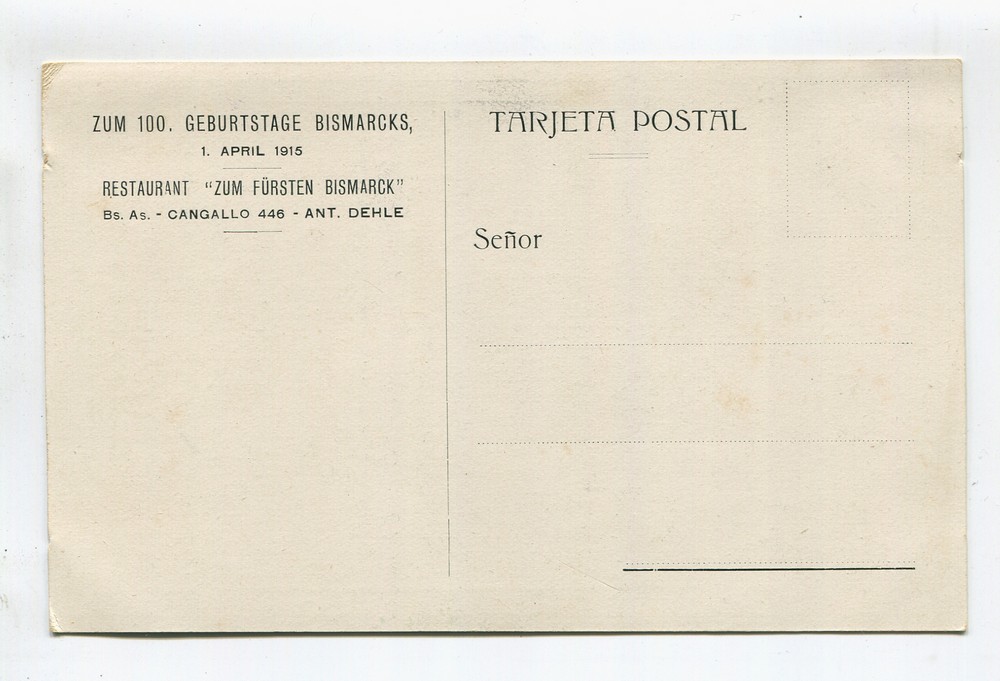 ZUM 100. GEBURTSTAGE BISMARCKS,
1. APRIL 1915
RESTAURANT "ZUM FÜRSTEN BISMARCK"
Bs. As. - CANGALLO 446 - ANT. DEHLE
TARJETA POSTAL
Señor